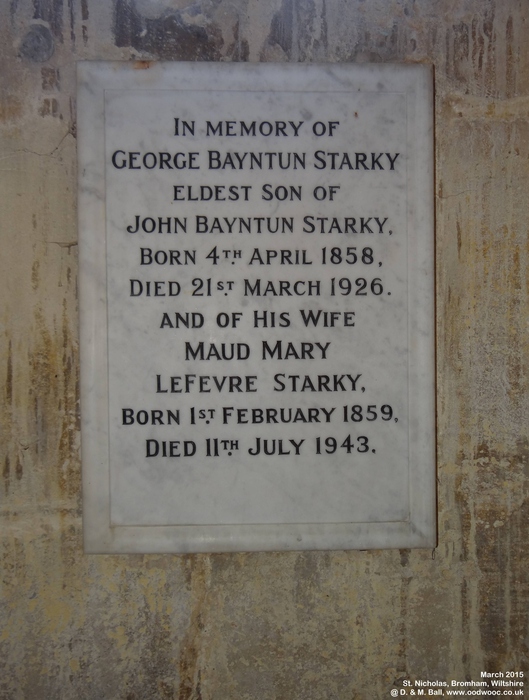 IN MEMORY OF
GEORGE BAYNTUN STARKY
ELDEST SON OF
JOHN BAYNTUN STARKY,
BORN 4TH. APRIL 1858,
DIED 21ST. MARCH 1926.
AND OF HIS WIFE
MAUD MARY
LEFEVRE STARKY,
BORN 1ST. FEBRUARY 1859,
DIED 11TH. JULY 1943.
March 2015
St. Nicholas, Bromham, Wiltshire
@ D. & M. Ball, www.oodwooc.co.uk